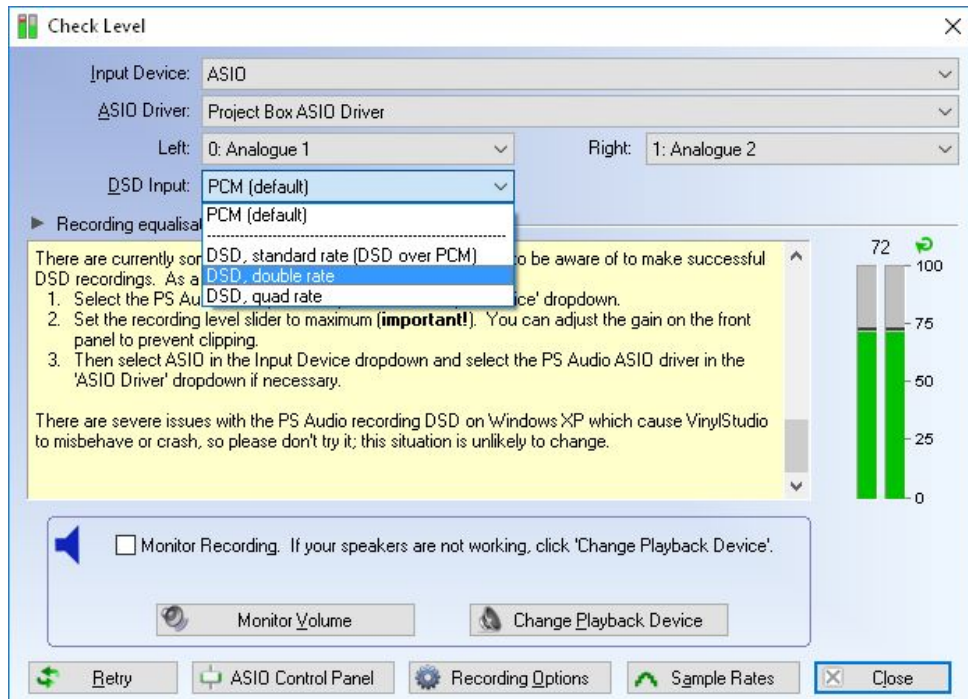 Check Level
Input Device: ASIO
ASIO Driver: Project Box ASIO Driver
Left: 0: Analogue 1 Right: 1: Analogue 2
DSD Input: PCM (default)
PCM (default)
Recording equalisa
DSD, standard rate (DSD over PCM)
DSD, double rate
DSD, quad rate
There are currently so to be aware of to make successful
DSD recordings. As a
1. Select the PS Au ice' dropdown.
2. Set the recording level slider to maximum (important!). You can adjust the gain on the front
panel to prevent clipping.
3. Then select ASIO in the Input Device dropdown and select the PS Audio ASIO driver in the
'ASIO Driver' dropdown if necessary.
There are severe issues with the PS Audio recording DSD on Windows XP which cause VinylStudio
to misbehave or crash, so please don't try it; this situation is unlikely to change.
72
100
75
50
25
0
Monitor Recording. If your speakers are not working, click 'Change Playback Device'.
Monitor Volume Change Playback Device
Retry ASIO Control Panel Recording Options Sample Rates Close